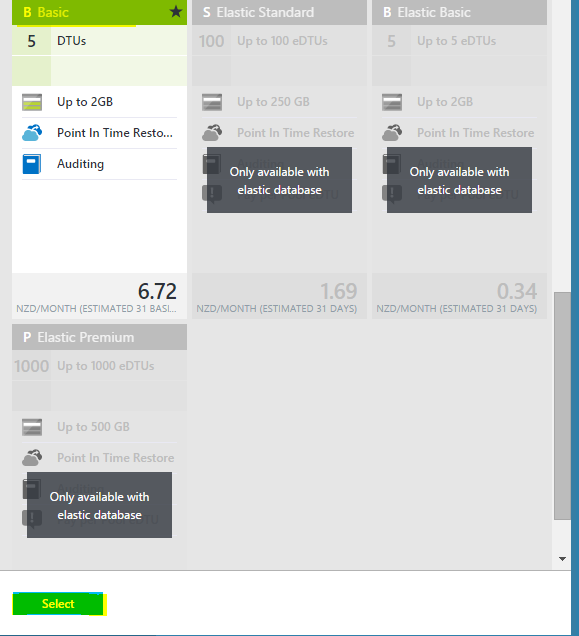 B Basic
5 DTUs
Up to 2GB
Point In Time Resto...
Auditing
6.72
NZD/MONTH (ESTIMATED 31 BASI...
S Elastic Standard
100 Up to 100 eDTUs
Up to 250 GB
Point In Time Restore
Only available with
elastic database
1.69
NZD/MONTH (ESTIMATED 31 DAYS)
B Elastic Basic
5 Up to 5 eDTUs
Up to 2GB
Point In Time Restore
Only available with
elastic database
0.34
NZD/MONTH (ESTIMATED 31 DAYS)
P Elastic Premium
1000 Up to 1000 eDTUs
Up to 500 GB
Point In Time Restore
Only available with
elastic database
Select